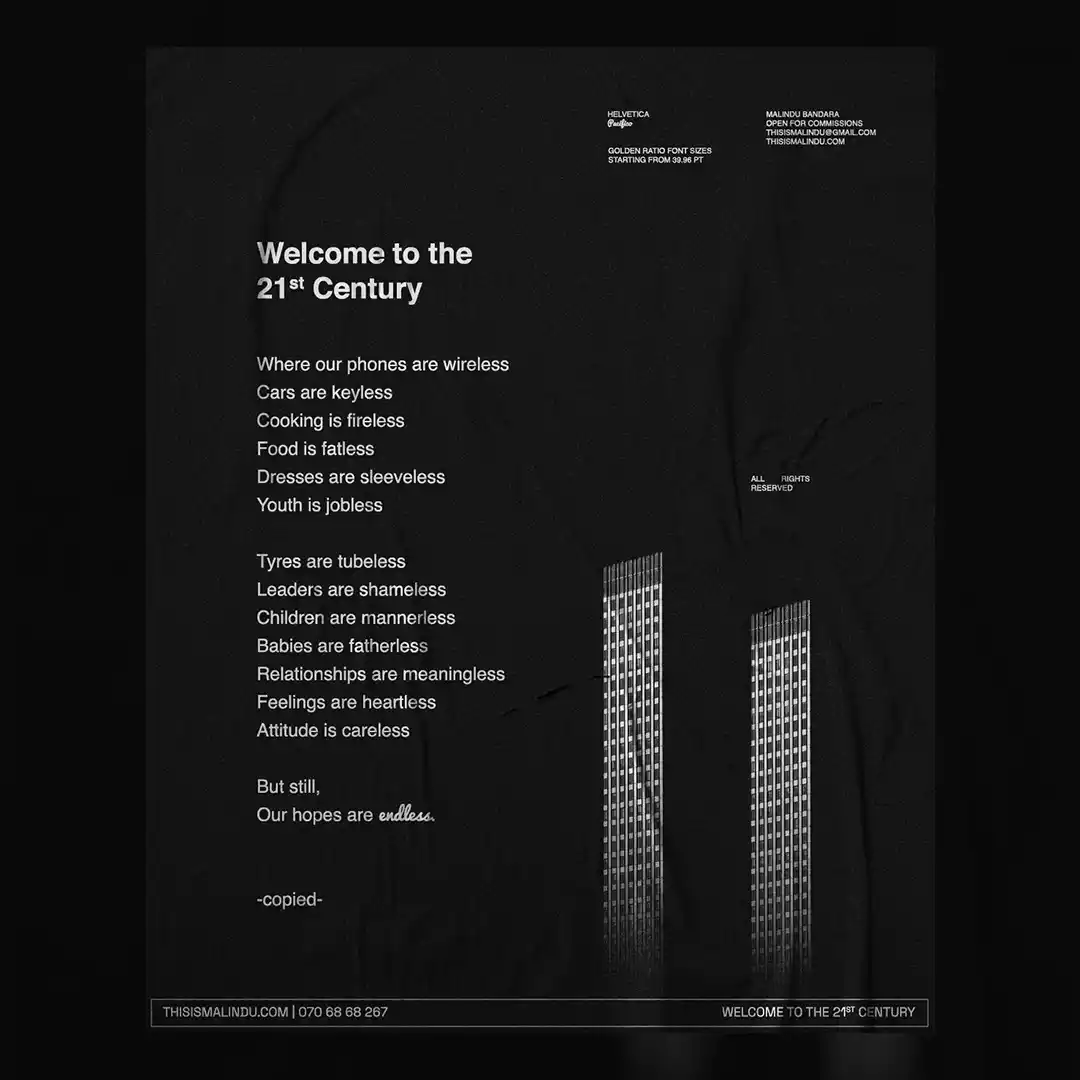 HELVETICA
Pacifico
GOLDEN RATIO FONT SIZES
STARTING FROM 39.96 PT
MALINDU BANDARA
OPEN FOR COMMISSIONS
THISISMALINDU@GMAIL.COM
THISISMALINDU.COM
Welcome to the
21st Century
Where our phones are wireless
Cars are keyless
Cooking is fireless
Food is fatless
Dresses are sleeveless
Youth is jobless
Tyres are tubeless
Leaders are shameless
Children are mannerless
Babies are fatherless
Relationships are meaningless
Feelings are heartless
Attitude is careless
But still,
Our hopes are endless.
-copied-
ALL RIGHTS
RESERVED
THISISMALINDU.COM | 070 68 68 267
WELCOME TO THE 21ST CENTURY